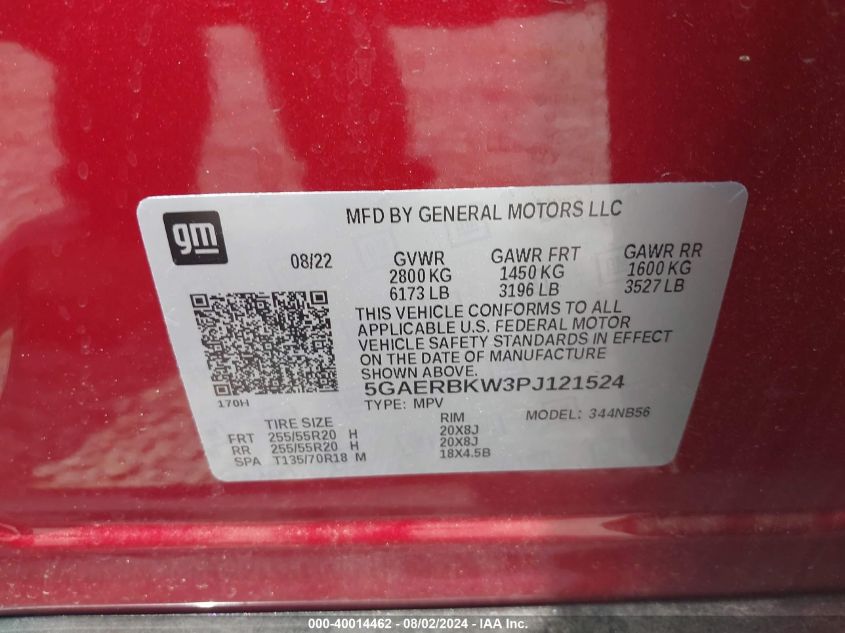 gm
MFD BY GENERAL MOTORS LLC
08/22 GVWR GAWR FRT GAWR RR
2800 KG 1450 KG 1600 KG
6173 LB 3196 LB 3527 LB
THIS VEHICLE CONFORMS TO ALL
APPLICABLE U.S. FEDERAL MOTOR
VEHICLE SAFETY STANDARDS IN EFFECT
ON THE DATE OF MANUFACTURE
SHOWN ABOVE.
170H 5GAERBKW3PJ121524
TYPE: MPV MODEL: 344NB56
TIRE SIZE RIM
FRT 255/55R20 H 20X8J
RR 255/55R20 H 20X8J
SPA T135/70R18 M 18X4.5B
000-40014462 - 08/02/2024 - IAA Inc.